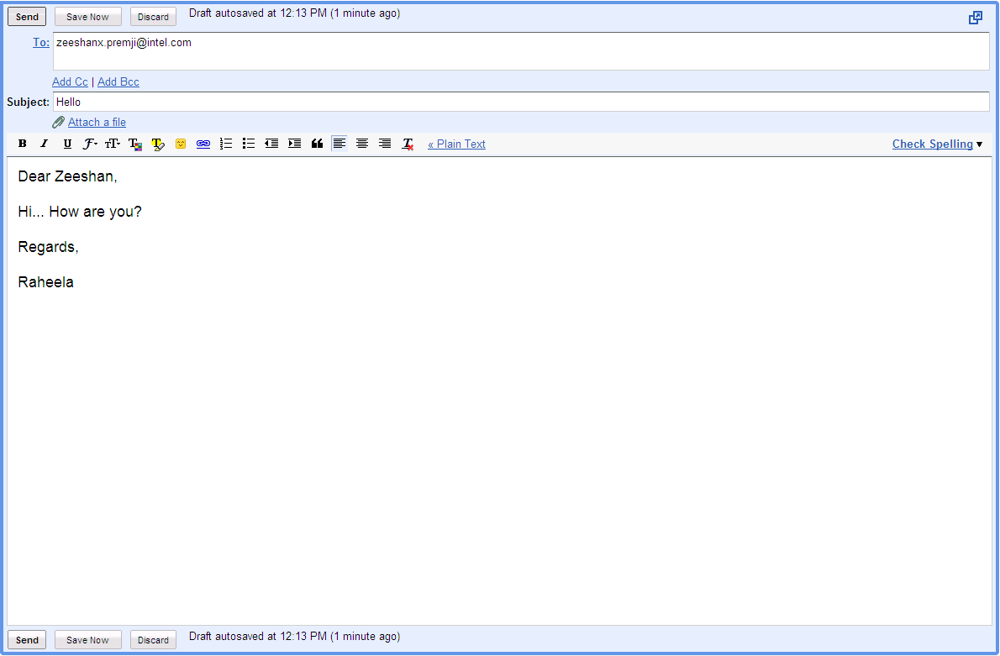 Send Save Now Discard Draft autosaved at 12:13 PM (1 minute ago)
To: zeeshanx.premji@intel.com
Add Cc | Add Bcc
Subject: Hello
Attach a file
B I U F TT T T « Plain Text Check Spelling
Dear Zeeshan,
Hi... How are you?
Regards,
Raheela
Send Save Now Discard Draft autosaved at 12:13 PM (1 minute ago)